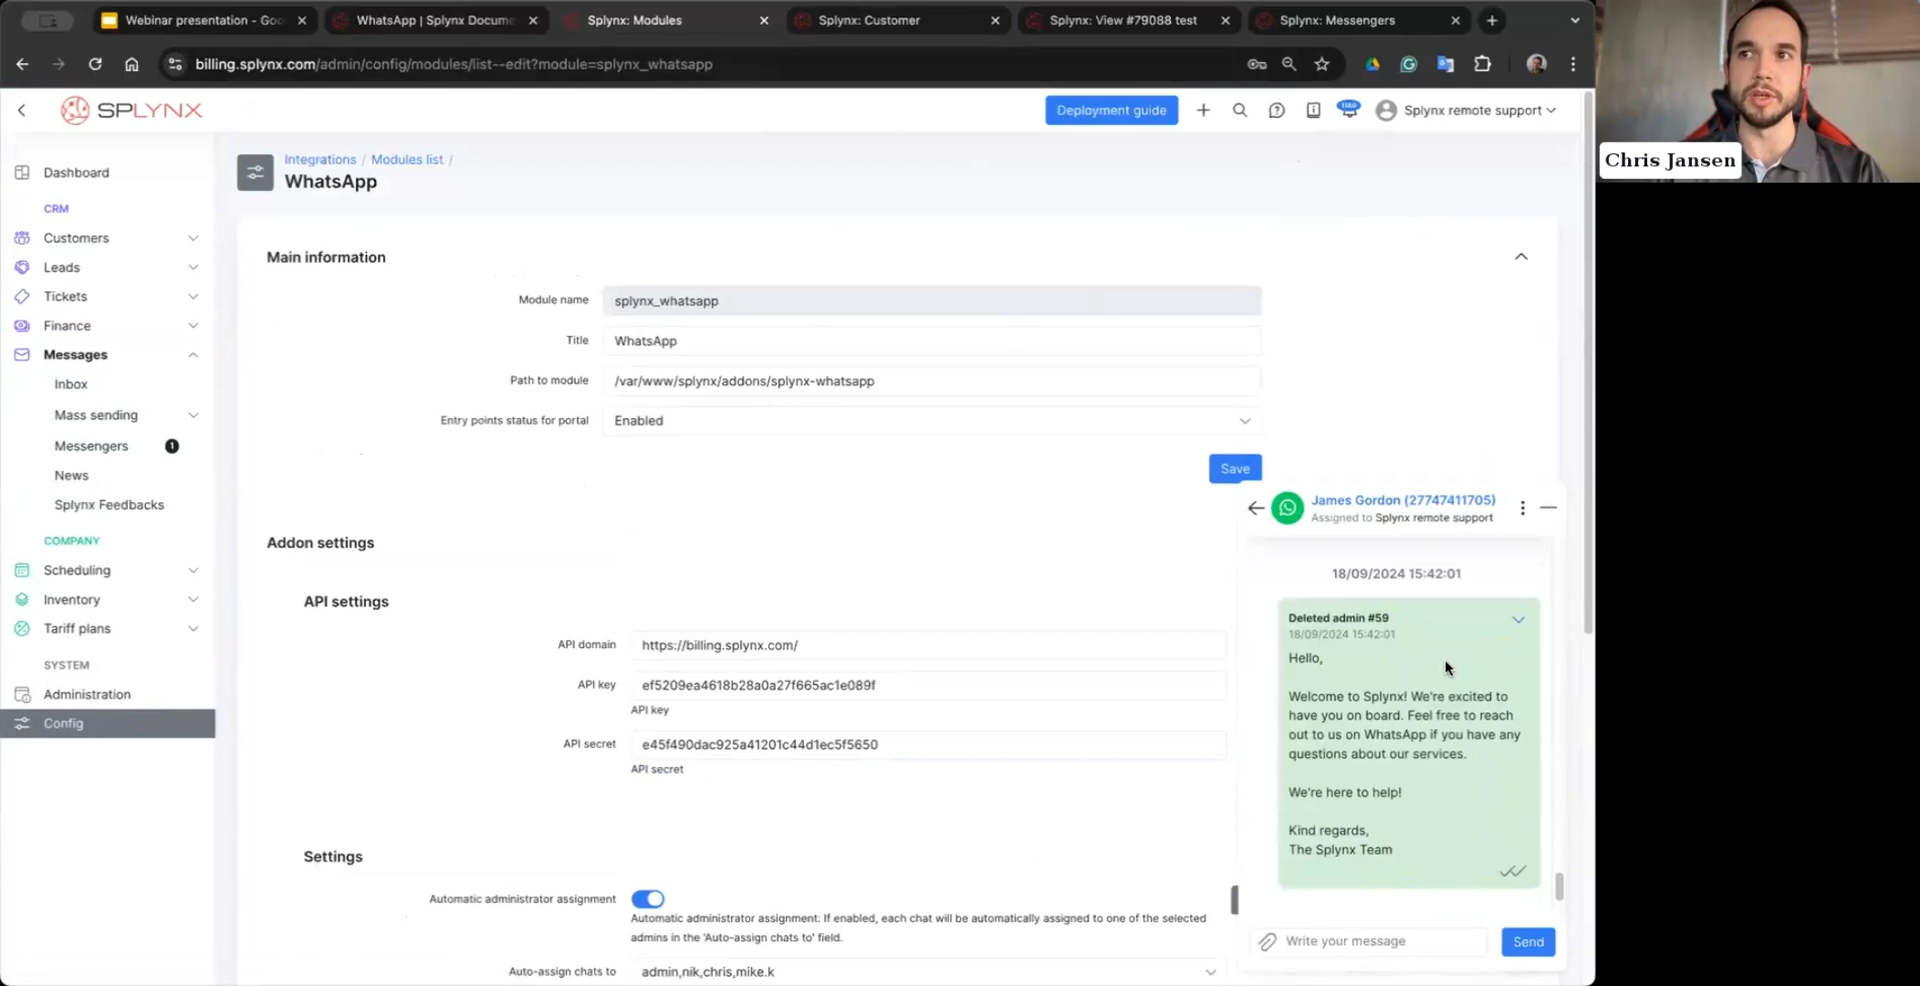 Webinar presentation - Goo
WhatsApp | Splynx Docume
Splynx: Modules
Splynx: Customer
Splynx: View #79088 test
Splynx: Messengers
billing.splynx.com/admin/config/modules/list--edit?module=splynx_whatsapp
SPLYNX
Deployment guide
1180
Splynx remote support
Chris Jansen
Dashboard
CRM
Customers
Leads
Tickets
Finance
Messages
Inbox
Mass sending
Messengers 1
News
Splynx Feedbacks
COMPANY
Scheduling
Inventory
Tariff plans
SYSTEM
Administration
Config
Integrations / Modules list /
WhatsApp
Main information
Module name splynx_whatsapp
Title WhatsApp
Path to module /var/www/splynx/addons/splynx-whatsapp
Entry points status for portal Enabled
Save
Addon settings
API settings
API domain https://billing.splynx.com/
API key ef5209ea4618b28a0a27f665ac1e089f
API key
API secret e45f490dac925a41201c44d1ec5f5650
API secret
Settings
Automatic administrator assignment
Automatic administrator assignment: If enabled, each chat will be automatically assigned to one of the selected
admins in the 'Auto-assign chats to' field.
Auto-assign chats to admin,nik,chris,mike.k
James Gordon (27747411705)
Assigned to Splynx remote support
18/09/2024 15:42:01
Deleted admin #59
18/09/2024 15:42:01
Hello,
Welcome to Splynx! We're excited to
have you on board. Feel free to reach
out to us on WhatsApp if you have any
questions about our services.
We're here to help!
Kind regards,
The Splynx Team
Write your message
Send